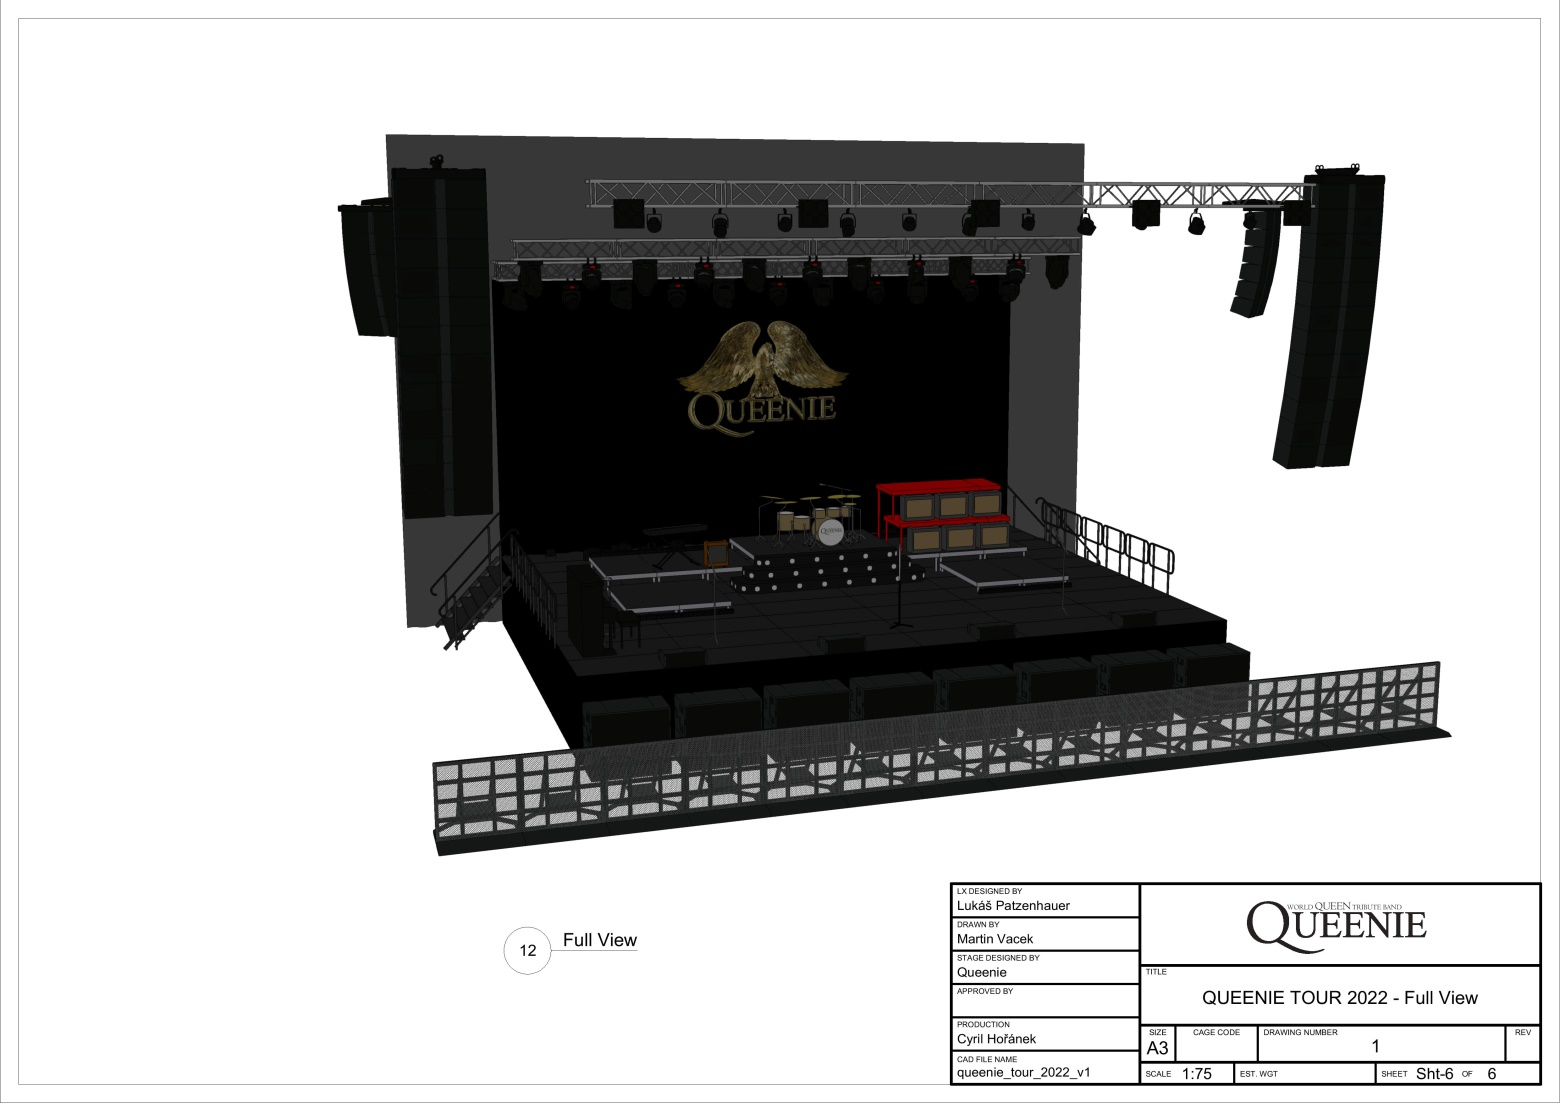 QUEENIE
QUEENIE
12
Full View
LX DESIGNED BY
Lukáš Patzenhauer
DRAWN BY
Martin Vacek
STAGE DESIGNED BY
Queenie
APPROVED BY
PRODUCTION
Cyril Hořánek
CAD FILE NAME
queenie_tour_2022_v1
WORLD QUEEN TRIBUTE BAND
QUEENIE
TITLE
QUEENIE TOUR 2022 - Full View
SIZE
A3
CAGE CODE
DRAWING NUMBER
1
REV
SCALE 1:75
EST. WGT
SHEET Sht-6 OF 6